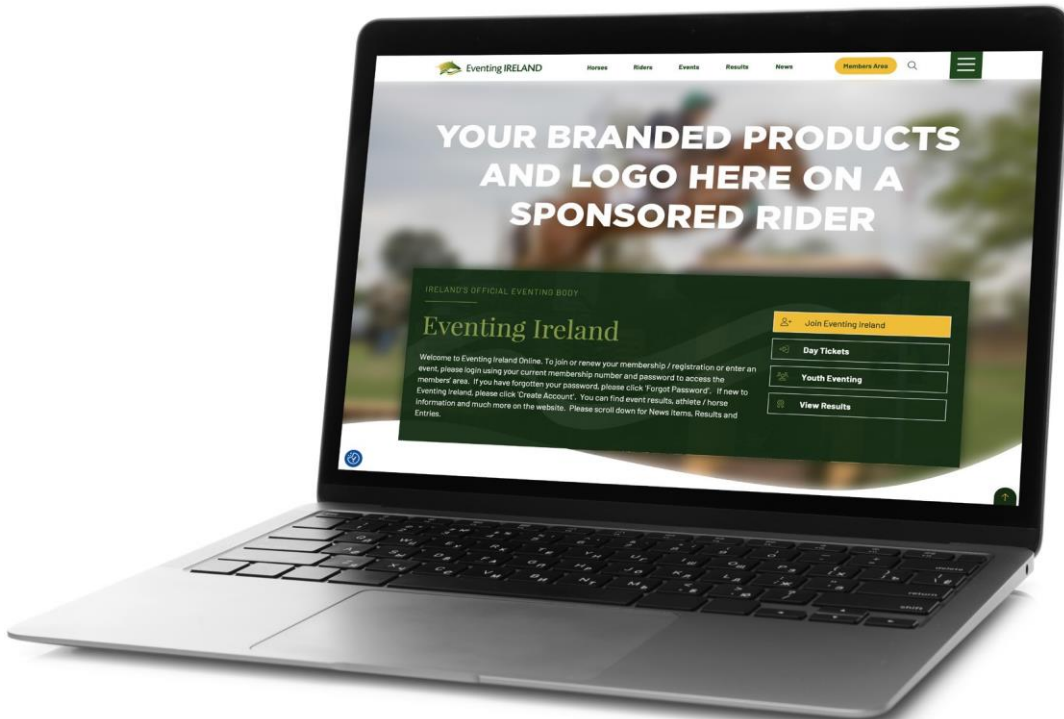 Eventing IRELAND
Horses
Riders
Events
Results
News
Members Area
YOUR BRANDED PRODUCTS
AND LOGO HERE ON A
SPONSORED RIDER
IRELAND'S OFFICIAL EVENTING BODY
Eventing Ireland
Welcome to Eventing Ireland Online. To join or renew your membership / registration or enter an
event, please login using your current membership number and password to access the
members' area. If you have forgotten your password, please click 'Forgot Password'. If new to
Eventing Ireland, please click 'Create Account'. You can find event results, athlete / horse
information and much more on the website. Please scroll down for News Items, Results and
Entries.
Join Eventing Ireland
Day Tickets
Youth Eventing
View Results
delete
return
shift